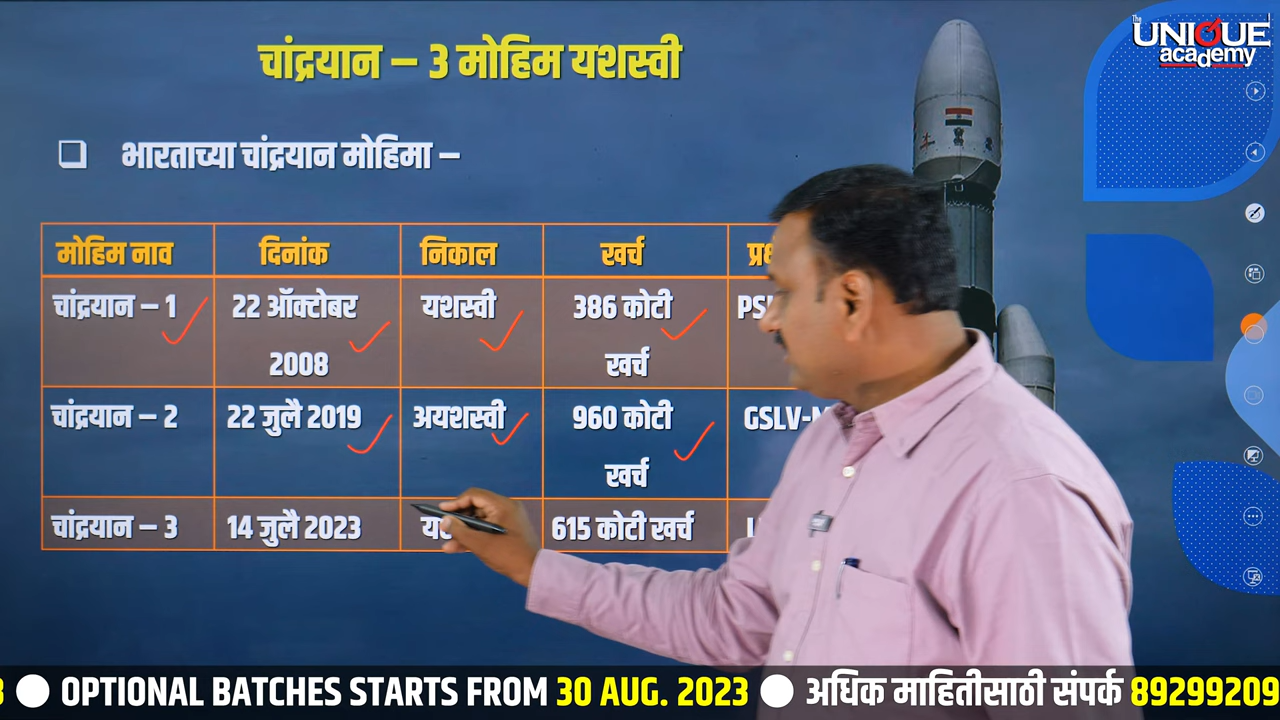 The
UNIQUE
academy
चांद्रयान – 3 मोहिम यशस्वी
भारताच्या चांद्रयान मोहिमा –
मोहिम नाव दिनांक निकाल खर्च
चांद्रयान – 1 22 ऑक्टोबर 2008 यशस्वी 386 कोटी खर्च
चांद्रयान – 2 22 जुलै 2019 अयशस्वी 960 कोटी खर्च GSLV-M
चांद्रयान – 3 14 जुलै 2023 615 कोटी खर्च
OPTIONAL BATCHES STARTS FROM 30 AUG. 2023 अधिक माहितीसाठी संपर्क 89299209